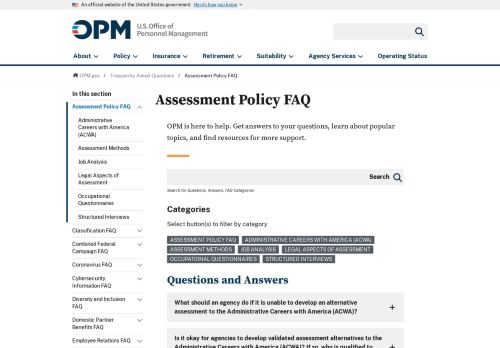 An official website of the United States government Here's how you know
OPM U.S. Office of
Personnel Management
About Policy Insurance Retirement Suitability Agency Services Operating Status
OPM.gov / Frequently Asked Questions / Assessment Policy FAQ
In this section
Assessment Policy FAQ
Administrative
Careers with America
(ACWA)
Assessment Methods
Job Analysis
Legal Aspects of
Assessment
Occupational
Questionnaires
Structured Interviews
Classification FAQ
Combined Federal
Campaign FAQ
Coronavirus FAQ
Cybersecurity
Information FAQ
Diversity and Inclusion
FAQ
Domestic Partner
Benefits FAQ
Employee Relations FAQ
Assessment Policy FAQ
OPM is here to help. Get answers to your questions, learn about popular
topics, and find resources for more support.
Search
Search for Questions, Answers, FAQ Categories
Categories
Select button(s) to filter by category
ASSESSMENT POLICY FAQ ADMINISTRATIVE CAREERS WITH AMERICA (ACWA)
ASSESSMENT METHODS JOB ANALYSIS LEGAL ASPECTS OF ASSESSMENT
OCCUPATIONAL QUESTIONNAIRES STRUCTURED INTERVIEWS
Questions and Answers
What should an agency do if it is unable to develop an alternative
assessment to the Administrative Careers with America (ACWA)?
Is it okay for agencies to develop validated assessment alternatives to the
Administrative Careers with America (ACWA)? If so, who is qualified to